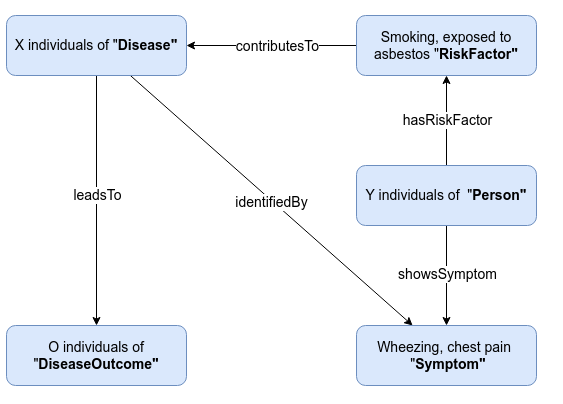 X individuals of "Disease"
contributesTo
Smoking, exposed to
asbestos "RiskFactor"
hasRiskFactor
leadsTo
identifiedBy
Y individuals of "Person"
showsSymptom
O individuals of
"DiseaseOutcome"
Wheezing, chest pain
"Symptom"